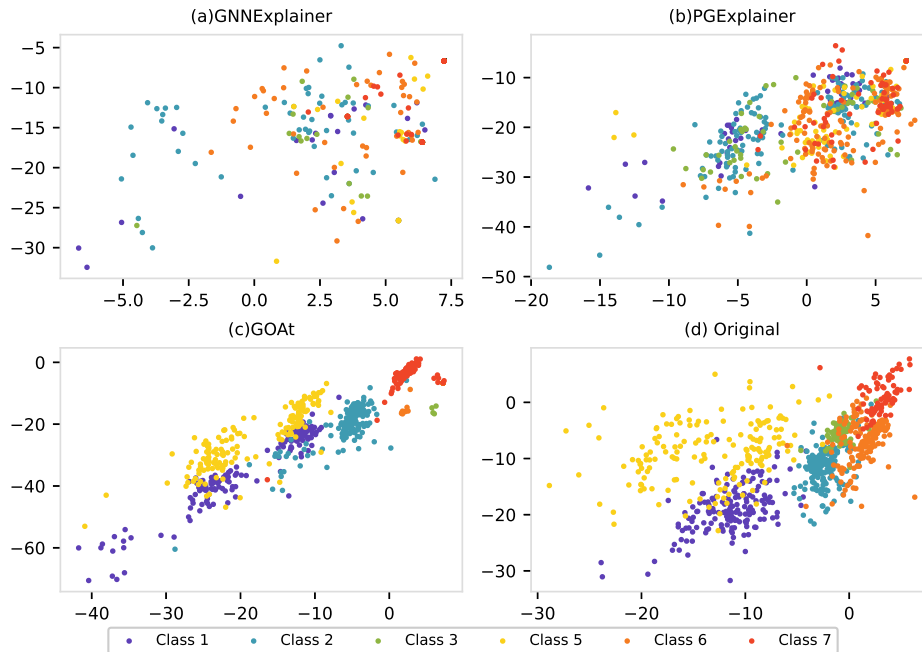 (a)GNNExplainer
(b)PGExplainer
−5
−10
−15
−20
−25
−30
−5.0 −2.5 0.0 2.5 5.0 7.5
−10
−20
−30
−40
−50
−20 −15 −10 −5 0 5
(c)GOAt
(d) Original
0
−20
−40
−60
−40 −30 −20 −10 0
0
−10
−20
−30
−30 −20 −10 0
Class 1 Class 2 Class 3 Class 5 Class 6 Class 7